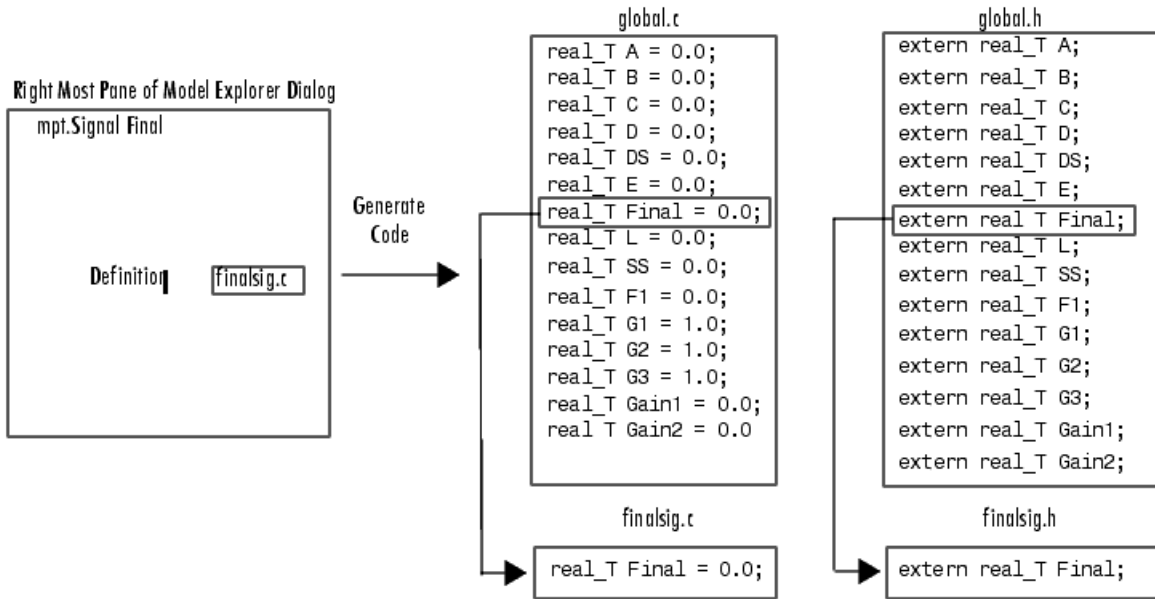 Right Most Pane of Model Explorer Dialog
mpt.Signal Final
Definition
finalsig.c
Generate
Code
global.c
real_T A = 0.0;
real_T B = 0.0;
real_T C = 0.0;
real_T D = 0.0;
real_T DS = 0.0;
real_T E = 0.0;
real_T Final = 0.0;
real_T L = 0.0;
real_T SS = 0.0;
real_T F1 = 0.0;
real_T G1 = 1.0;
real_T G2 = 1.0;
real_T G3 = 1.0;
real_T Gain1 = 0.0;
real T Gain2 = 0.0
finalsig.c
real_T Final = 0.0;
global.h
extern real_T A;
extern real_T B;
extern real_T C;
extern real_T D;
extern real_T DS;
extern real_T E;
extern real T Final;
extern real_T L;
extern real_T SS;
extern real_T F1;
extern real_T G1;
extern real_T G2;
extern real_T G3;
extern real_T Gain1;
extern real_T Gain2;
finalsig.h
extern real_T Final;